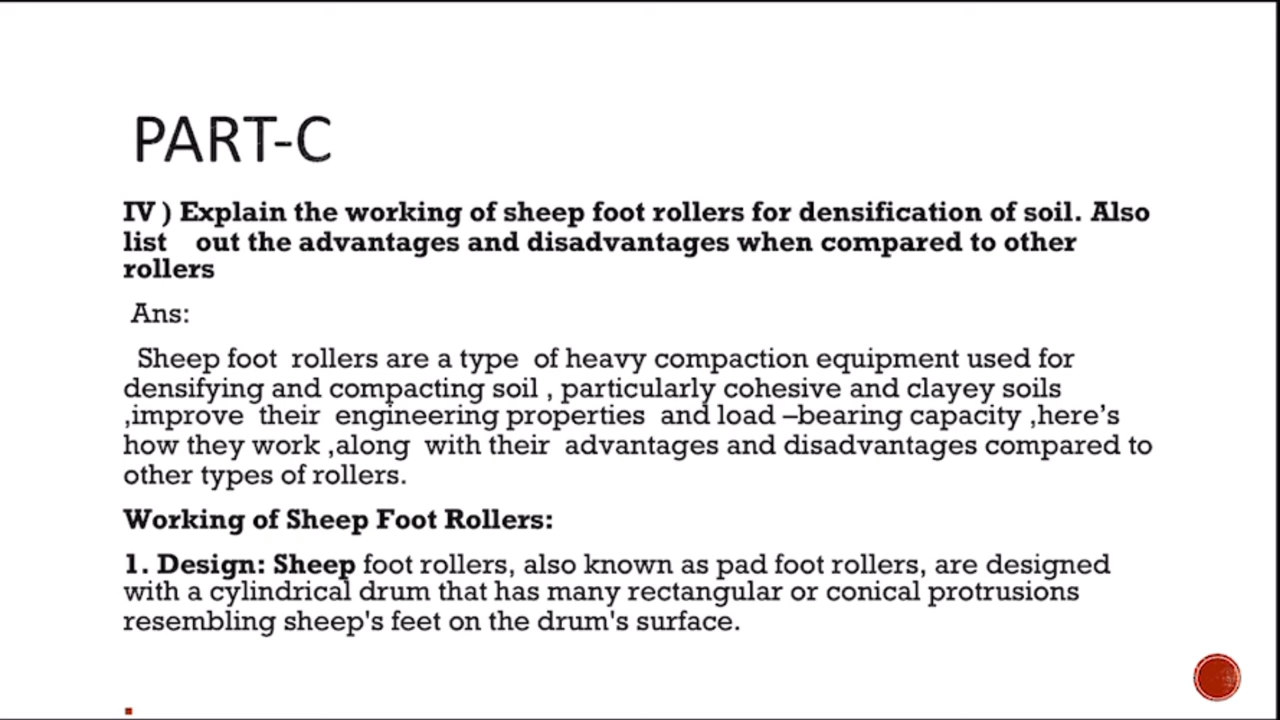 PART-C
IV ) Explain the working of sheep foot rollers for densification of soil. Also
list    out the advantages and disadvantages when compared to other
rollers
Ans:
Sheep foot  rollers are a type  of heavy compaction equipment used for
densifying and compacting soil , particularly cohesive and clayey soils
,improve  their  engineering properties  and load –bearing capacity ,here’s
how they work ,along  with their  advantages and disadvantages compared to
other types of rollers.
Working of Sheep Foot Rollers:
1. Design: Sheep foot rollers, also known as pad foot rollers, are designed
with a cylindrical drum that has many rectangular or conical protrusions
resembling sheep's feet on the drum's surface.